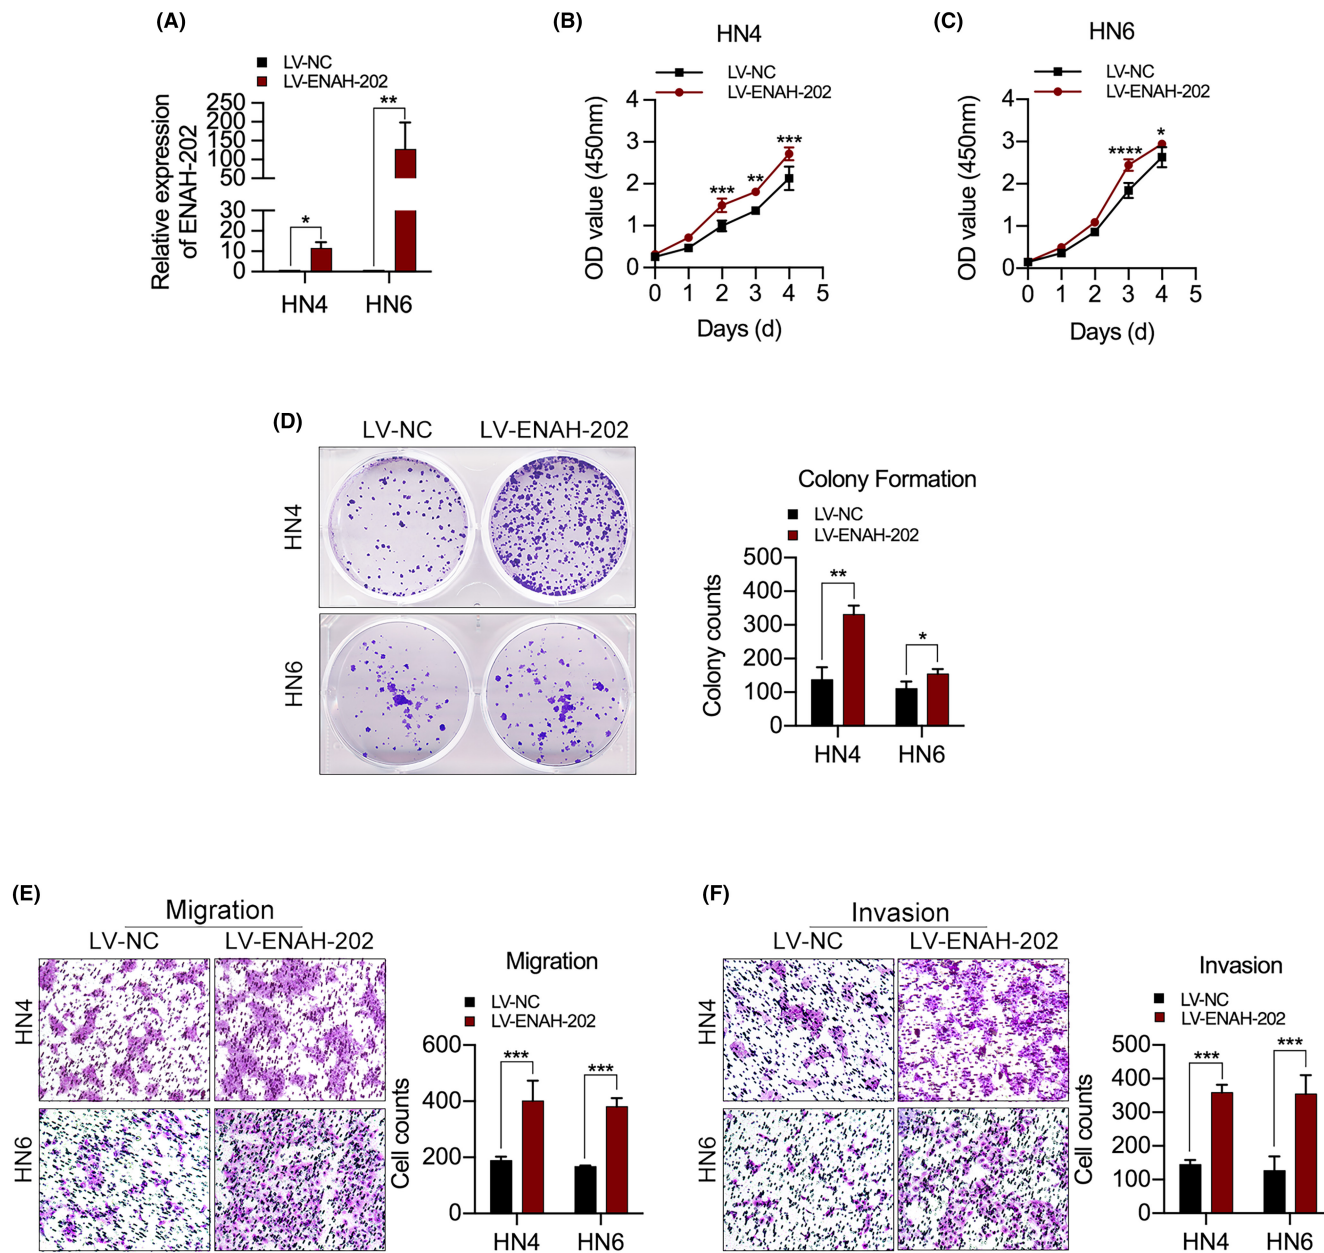 (A)
LV-NC
LV-ENAH-202
Relative expression
of ENAH-202
250
200
150
100
50
30
20
10
0
*
**
HN4
HN6
(B)
HN4
LV-NC
LV-ENAH-202
OD value (450nm)
4
3
2
1
0
***
**
***
0 1 2 3 4 5
Days (d)
(C)
HN6
LV-NC
LV-ENAH-202
OD value (450nm)
4
3
2
1
0
****
*
0 1 2 3 4 5
Days (d)
(D)
LV-NC
LV-ENAH-202
HN4
HN6
Colony Formation
LV-NC
LV-ENAH-202
Colony counts
500
400
300
200
100
0
**
*
HN4
HN6
(E)
Migration
LV-NC
LV-ENAH-202
HN4
HN6
Migration
LV-NC
LV-ENAH-202
Cell counts
600
400
200
0
***
***
HN4
HN6
(F)
Invasion
LV-NC
LV-ENAH-202
HN4
HN6
Invasion
LV-NC
LV-ENAH-202
Cell counts
500
400
300
200
100
0
***
***
HN4
HN6